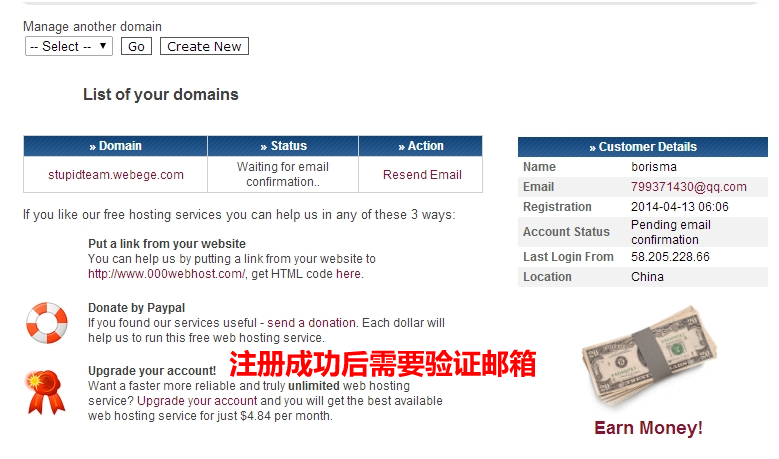 Manage another domain
-- Select -- Go Create New
List of your domains
» Domain » Status » Action
stupidteam.webege.com Waiting for email confirmation.. Resend Email
If you like our free hosting services you can help us in any of these 3 ways:
Put a link from your website
You can help us by putting a link from your website to
http://www.000webhost.com/, get HTML code here.
Donate by Paypal
If you found our services useful - send a donation. Each dollar will
help us to run this free web hosting service.
Upgrade your account!
Want a faster more reliable and truly unlimited web hosting
service? Upgrade your account and you will get the best available
web hosting service for just $4.84 per month.
注册成功后需要验证邮箱
» Customer Details
Name borisma
Email 799371430@qq.com
Registration 2014-04-13 06:06
Account Status Pending email confirmation
Last Login From 58.205.228.66
Location China
Earn Money!